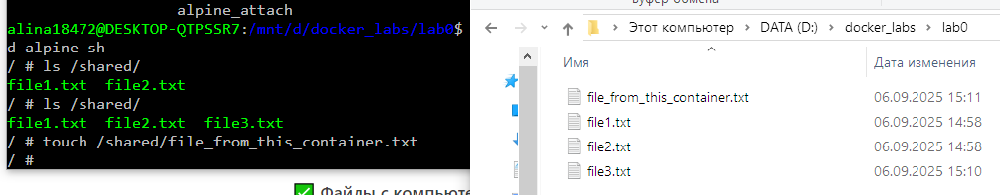 alpine_attach
alina18472@DESKTOP-QTPSSR7:/mnt/d/docker_labs/lab0$
d alpine sh
/ # ls /shared/
file1.txt  file2.txt
/ # ls /shared/
file1.txt  file2.txt  file3.txt
/ # touch /shared/file_from_this_container.txt
/ #
Файлы с компьюте
буфер обмена
Этот компьютер > DATA (D:) > docker_labs > lab0
Имя Дата изменения
file_from_this_container.txt 06.09.2025 15:11
file1.txt 06.09.2025 14:58
file2.txt 06.09.2025 14:58
file3.txt 06.09.2025 15:10